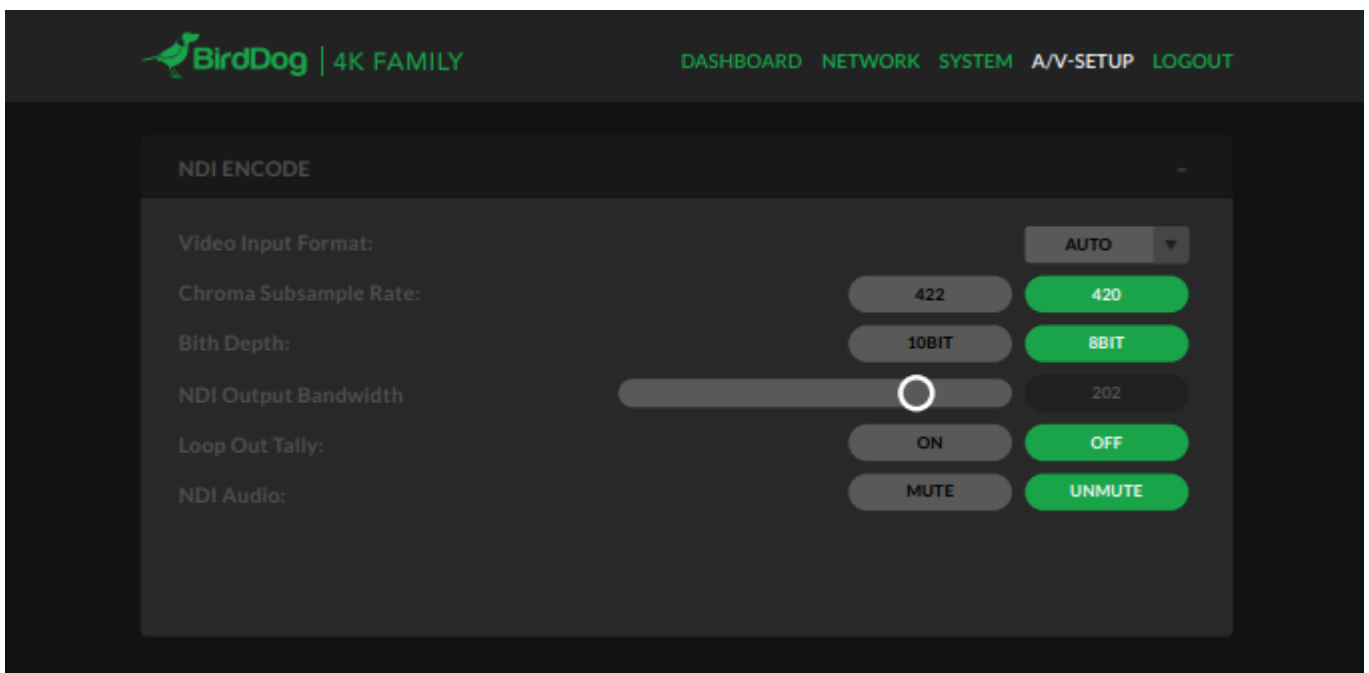 BirdDog | 4K FAMILY DASHBOARD NETWORK SYSTEM A/V-SETUP LOGOUT
NDI ENCODE -
Video Input Format: AUTO
Chroma Subsample Rate: 422 420
Bith Depth: 10BIT 8BIT
NDI Output Bandwidth 202
Loop Out Tally: ON OFF
NDI Audio: MUTE UNMUTE